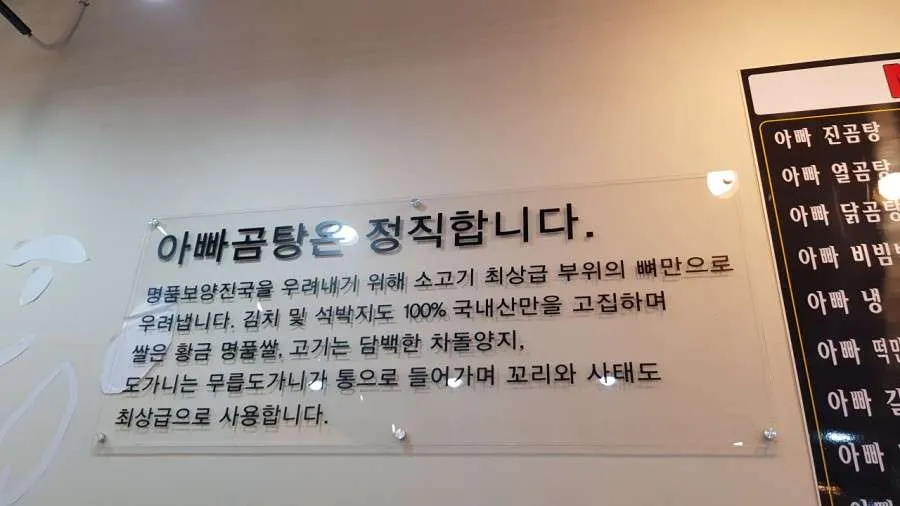 아빠곰탕은 정직합니다.
명품보양진국을 우려내기 위해 소고기 최상급 부위의 뼈만으로
우려냅니다. 김치 및 석박지도 100% 국내산만을 고집하며
쌀은 황금 명품쌀, 고기는 담백한 차돌양지,
도가니는 무릎도가니가 통으로 들어가며 꼬리와 사태도
최상급으로 사용합니다.
아빠 진곰탕
아빠 열곰탕
아빠 닭곰탕
아빠 비빔
아빠 냉
아빠 떡만
아빠 갈
아빠
아빠